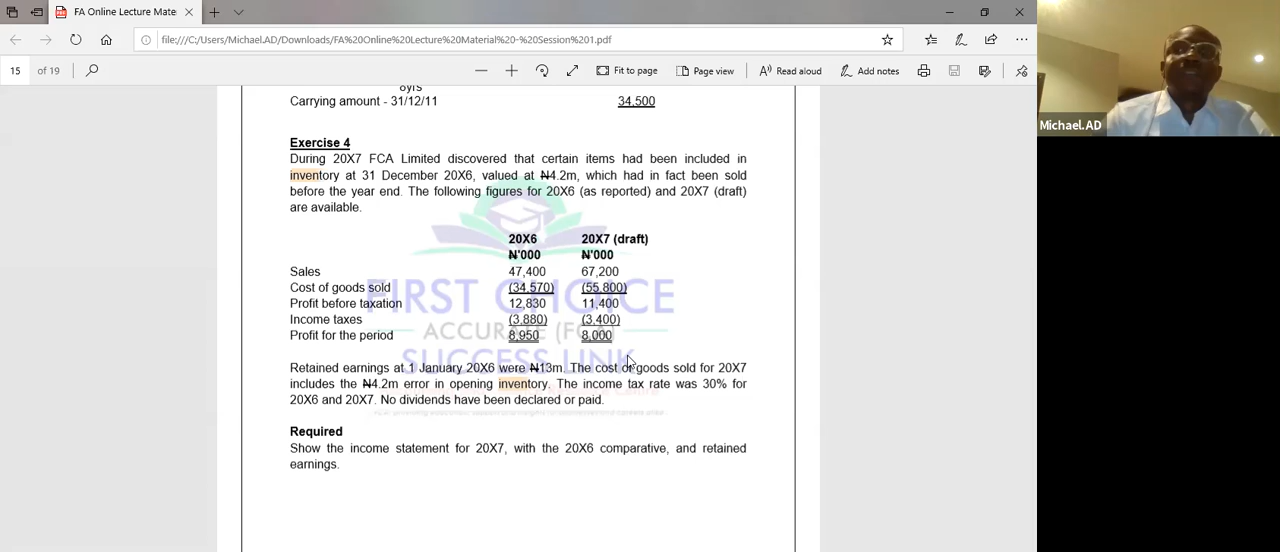 FA Online Lecture Mate
file:///C:/Users/Michael.AD/Downloads/FA%20Online%20Lecture%20Material%20-%20Session%201.pdf
15 of 19
Fit to page
Page view
Read aloud
Add notes
Michael.AD
8yrs
Carrying amount - 31/12/11 34,500
Exercise 4
During 20X7 FCA Limited discovered that certain items had been included in
inventory at 31 December 20X6, valued at ₦4.2m, which had in fact been sold
before the year end. The following figures for 20X6 (as reported) and 20X7 (draft)
are available.
20X6 20X7 (draft)
₦'000 ₦'000
Sales 47,400 67,200
Cost of goods sold (34,570) (55,800)
Profit before taxation 12,830 11,400
Income taxes (3,880) (3,400)
Profit for the period 8,950 8,000
FIRST CHOICE
ACCURATE (FCA)
SUCCESS LINK
Retained earnings at 1 January 20X6 were ₦13m. The cost of goods sold for 20X7
includes the ₦4.2m error in opening inventory. The income tax rate was 30% for
20X6 and 20X7. No dividends have been declared or paid.
Required
Show the income statement for 20X7, with the 20X6 comparative, and retained
earnings.